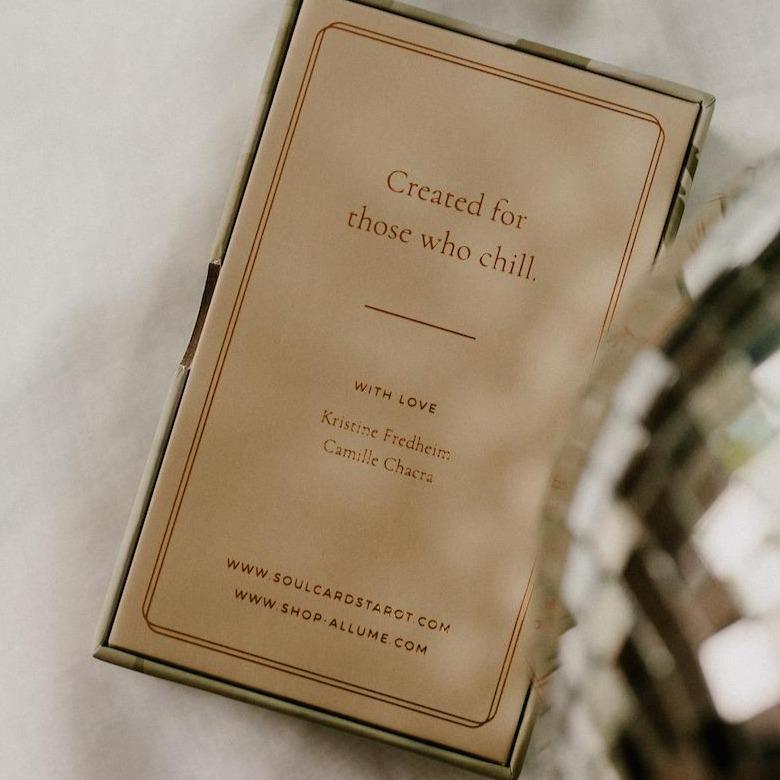 Created for
those who chill.
WITH LOVE
Kristine Fredheim
Camille Chacra
WWW.SOULCARDSTAROT.COM
WWW.SHOP-ALLUME.COM